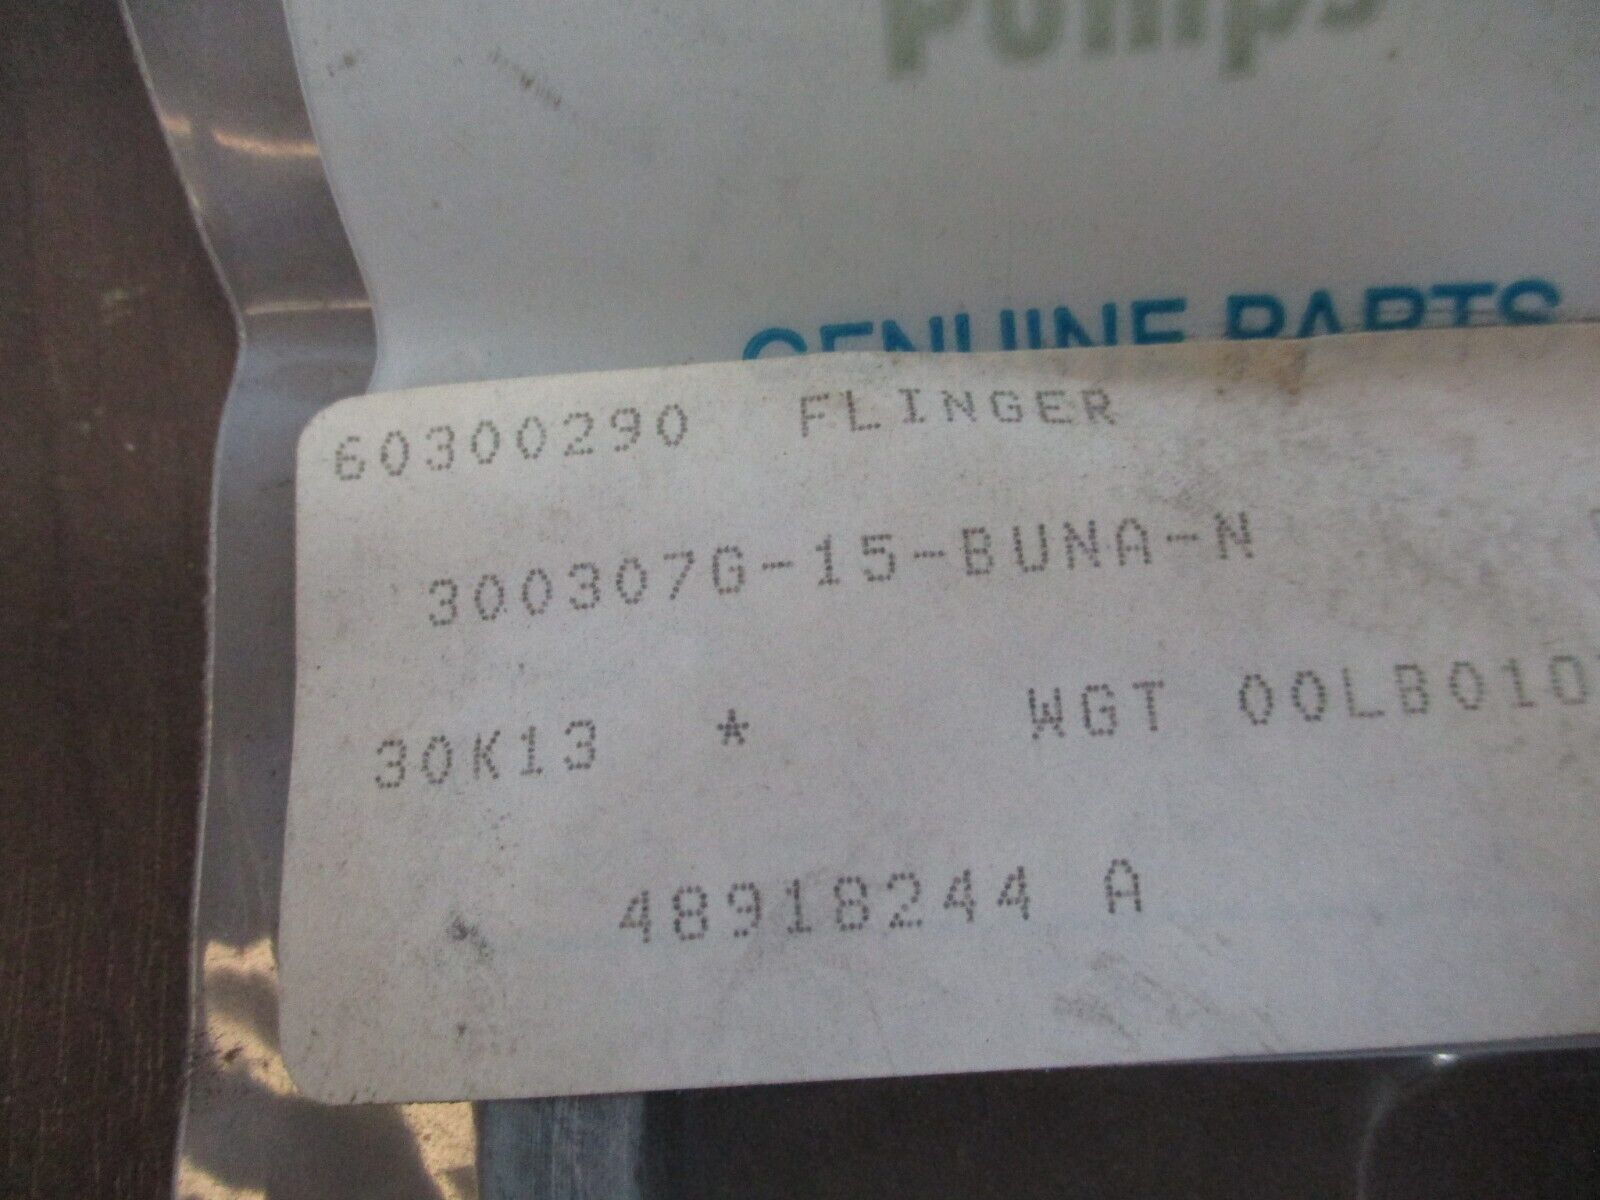 Pumps
GENUINE PARTS
60300290 FLINGER
300307G-15-BUNA-N
30K13 * WGT 00LB010
48918244 A